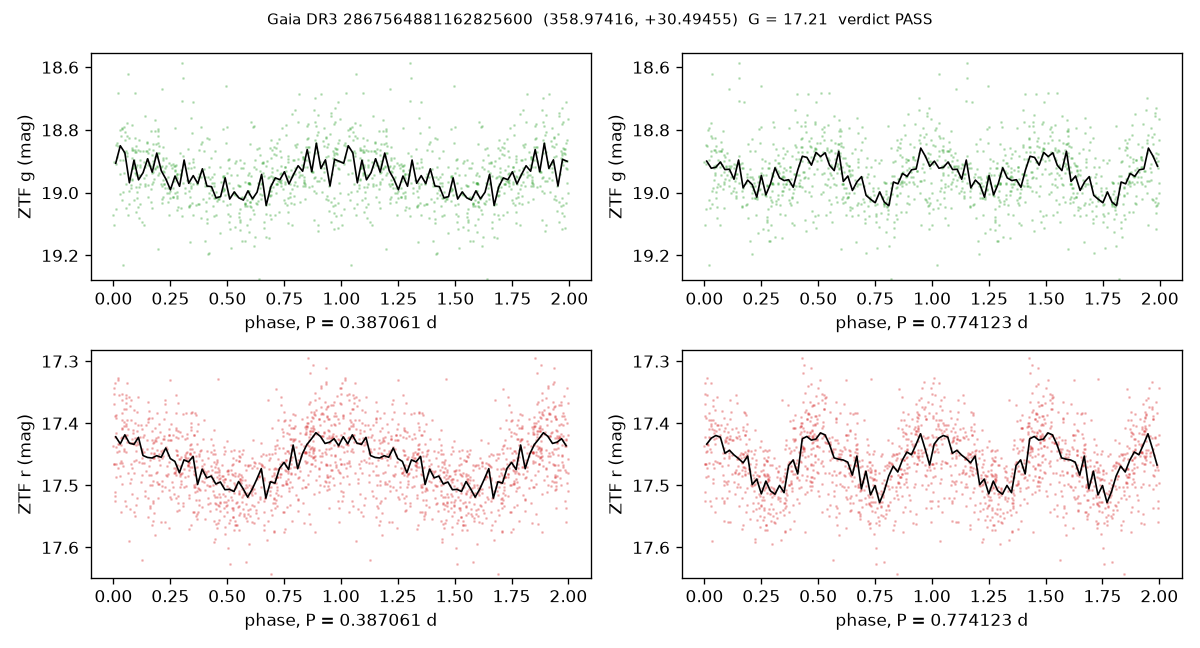 Gaia DR3 2867564881162825600 (358.97416, +30.49455) G = 17.21 verdict PASS
ZTF g (mag)
18.6
18.8
19.0
19.2
0.00 0.25 0.50 0.75 1.00 1.25 1.50 1.75 2.00
phase, P = 0.387061 d
ZTF g (mag)
18.6
18.8
19.0
19.2
0.00 0.25 0.50 0.75 1.00 1.25 1.50 1.75 2.00
phase, P = 0.774123 d
ZTF r (mag)
17.3
17.4
17.5
17.6
0.00 0.25 0.50 0.75 1.00 1.25 1.50 1.75 2.00
phase, P = 0.387061 d
ZTF r (mag)
17.3
17.4
17.5
17.6
0.00 0.25 0.50 0.75 1.00 1.25 1.50 1.75 2.00
phase, P = 0.774123 d